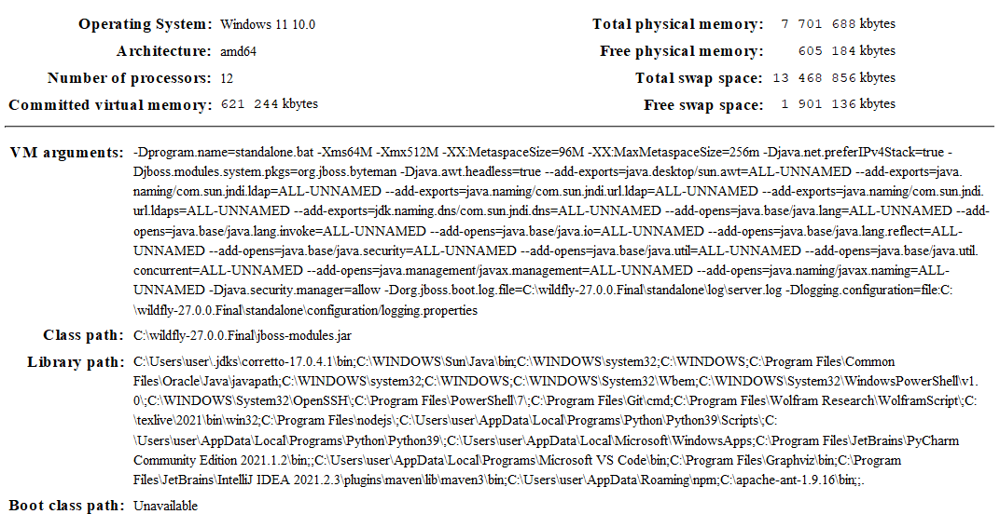 Operating System: Windows 11 10.0
Architecture: amd64
Number of processors: 12
Committed virtual memory: 621 244 kbytes
Total physical memory: 7 701 688 kbytes
Free physical memory: 605 184 kbytes
Total swap space: 13 468 856 kbytes
Free swap space: 1 901 136 kbytes
VM arguments: -Dprogram.name=standalone.bat -Xms64M -Xmx512M -XX:MetaspaceSize=96M -XX:MaxMetaspaceSize=256m -Djava.net.preferIPv4Stack=true -
Djboss.modules.system.pkgs=org.jboss.byteman -Djava.awt.headless=true --add-exports=java.desktop/sun.awt=ALL-UNNAMED --add-exports=java.
naming/com.sun.jndi.ldap=ALL-UNNAMED --add-exports=java.naming/com.sun.jndi.url.ldap=ALL-UNNAMED --add-exports=java.naming/com.sun.jndi.
url.ldaps=ALL-UNNAMED --add-exports=jdk.naming.dns/com.sun.jndi.dns=ALL-UNNAMED --add-opens=java.base/java.lang=ALL-UNNAMED --add-
opens=java.base/java.lang.invoke=ALL-UNNAMED --add-opens=java.base/java.io=ALL-UNNAMED --add-opens=java.base/java.lang.reflect=ALL-
UNNAMED --add-opens=java.base/java.security=ALL-UNNAMED --add-opens=java.base/java.util=ALL-UNNAMED --add-opens=java.base/java.util.
concurrent=ALL-UNNAMED --add-opens=java.management/javax.management=ALL-UNNAMED --add-opens=java.naming/javax.naming=ALL-
UNNAMED -Djava.security.manager=allow -Dorg.jboss.boot.log.file=C:\wildfly-27.0.0.Final\standalone\log\server.log -Dlogging.configuration=file:C:
\wildfly-27.0.0.Final\standalone\configuration/logging.properties
Class path: C:\wildfly-27.0.0.Final\jboss-modules.jar
Library path: C:\Users\user\.jdks\corretto-17.0.4.1\bin;C:\WINDOWS\Sun\Java\bin;C:\WINDOWS\system32;C:\WINDOWS;C:\Program Files\Common
Files\Oracle\Java\javapath;C:\WINDOWS\system32;C:\WINDOWS;C:\WINDOWS\System32\Wbem;C:\WINDOWS\System32\WindowsPowerShell\v1.
0\;C:\WINDOWS\System32\OpenSSH\;C:\Program Files\PowerShell\7\;C:\Program Files\Git\cmd;C:\Program Files\Wolfram Research\WolframScript\;C:
\texlive\2021\bin\win32;C:\Program Files\nodejs\;C:\Users\user\AppData\Local\Programs\Python\Python39\Scripts\;C:
\Users\user\AppData\Local\Programs\Python\Python39\;C:\Users\user\AppData\Local\Microsoft\WindowsApps;C:\Program Files\JetBrains\PyCharm
Community Edition 2021.1.2\bin;;C:\Users\user\AppData\Local\Programs\Microsoft VS Code\bin;C:\Program Files\Graphviz\bin;C:\Program
Files\JetBrains\IntelliJ IDEA 2021.2.3\plugins\maven\lib\maven3\bin;C:\Users\user\AppData\Roaming\npm;C:\apache-ant-1.9.16\bin;;.
Boot class path: Unavailable